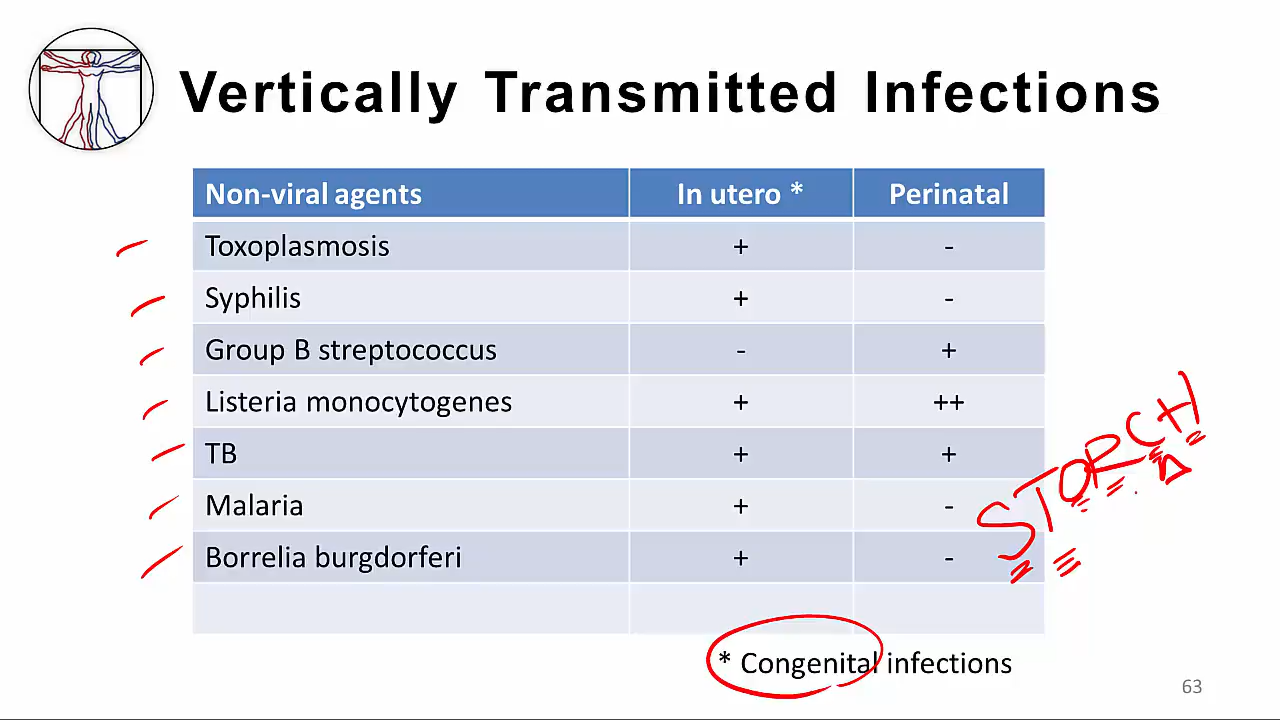 Vertically Transmitted Infections
Non-viral agents In utero * Perinatal
Toxoplasmosis + -
Syphilis + -
Group B streptococcus - +
Listeria monocytogenes + ++
TB + +
Malaria + -
Borrelia burgdorferi + -
STORCH
* Congenital infections
63